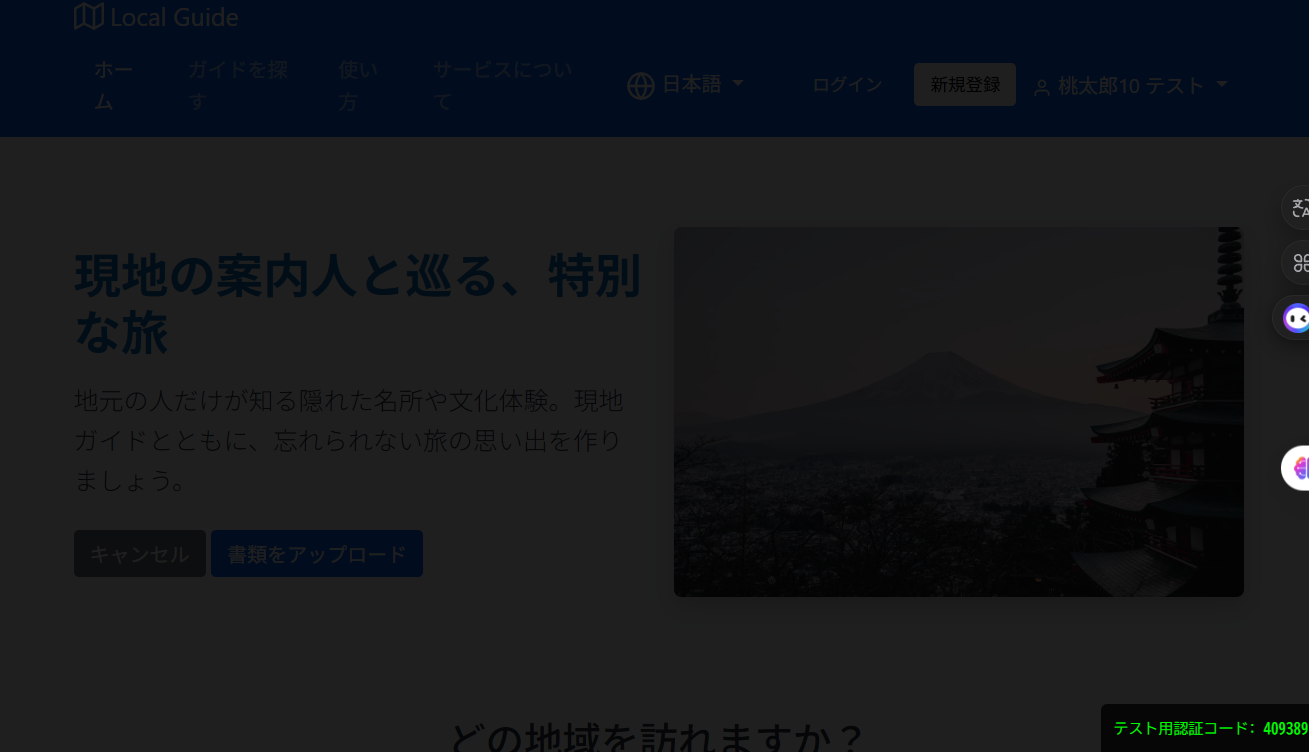 Local Guide
ホーム
ガイドを探す
使い方
サービスについて
日本語
ログイン
新規登録
桃太郎10 テスト
現地の案内人と巡る、特別
な旅
地元の人だけが知る隠れた名所や文化体験。現地
ガイドとともに、忘れられない旅の思い出を作り
ましょう。
キャンセル
書類をアップロード
どの地域を訪れますか？
テスト用認証コード: 409389